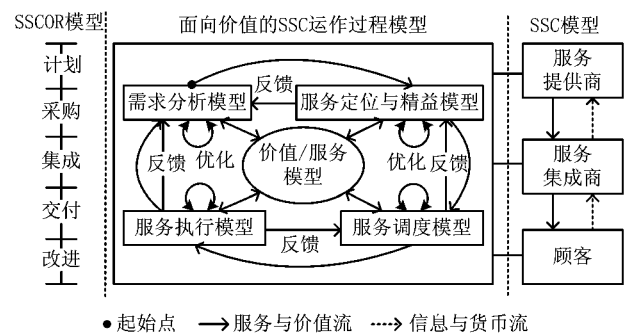 SSCOR模型
面向价值的SSC运作过程模型
SSC模型
计划
采购
集成
交付
改进
需求分析模型
反馈
服务定位与精益模型
反馈
优化
价值/服务
模型
优化
反馈
服务执行模型
反馈
服务调度模型
服务
提供商
服务
集成商
顾客
起始点
服务与价值流
信息与货币流